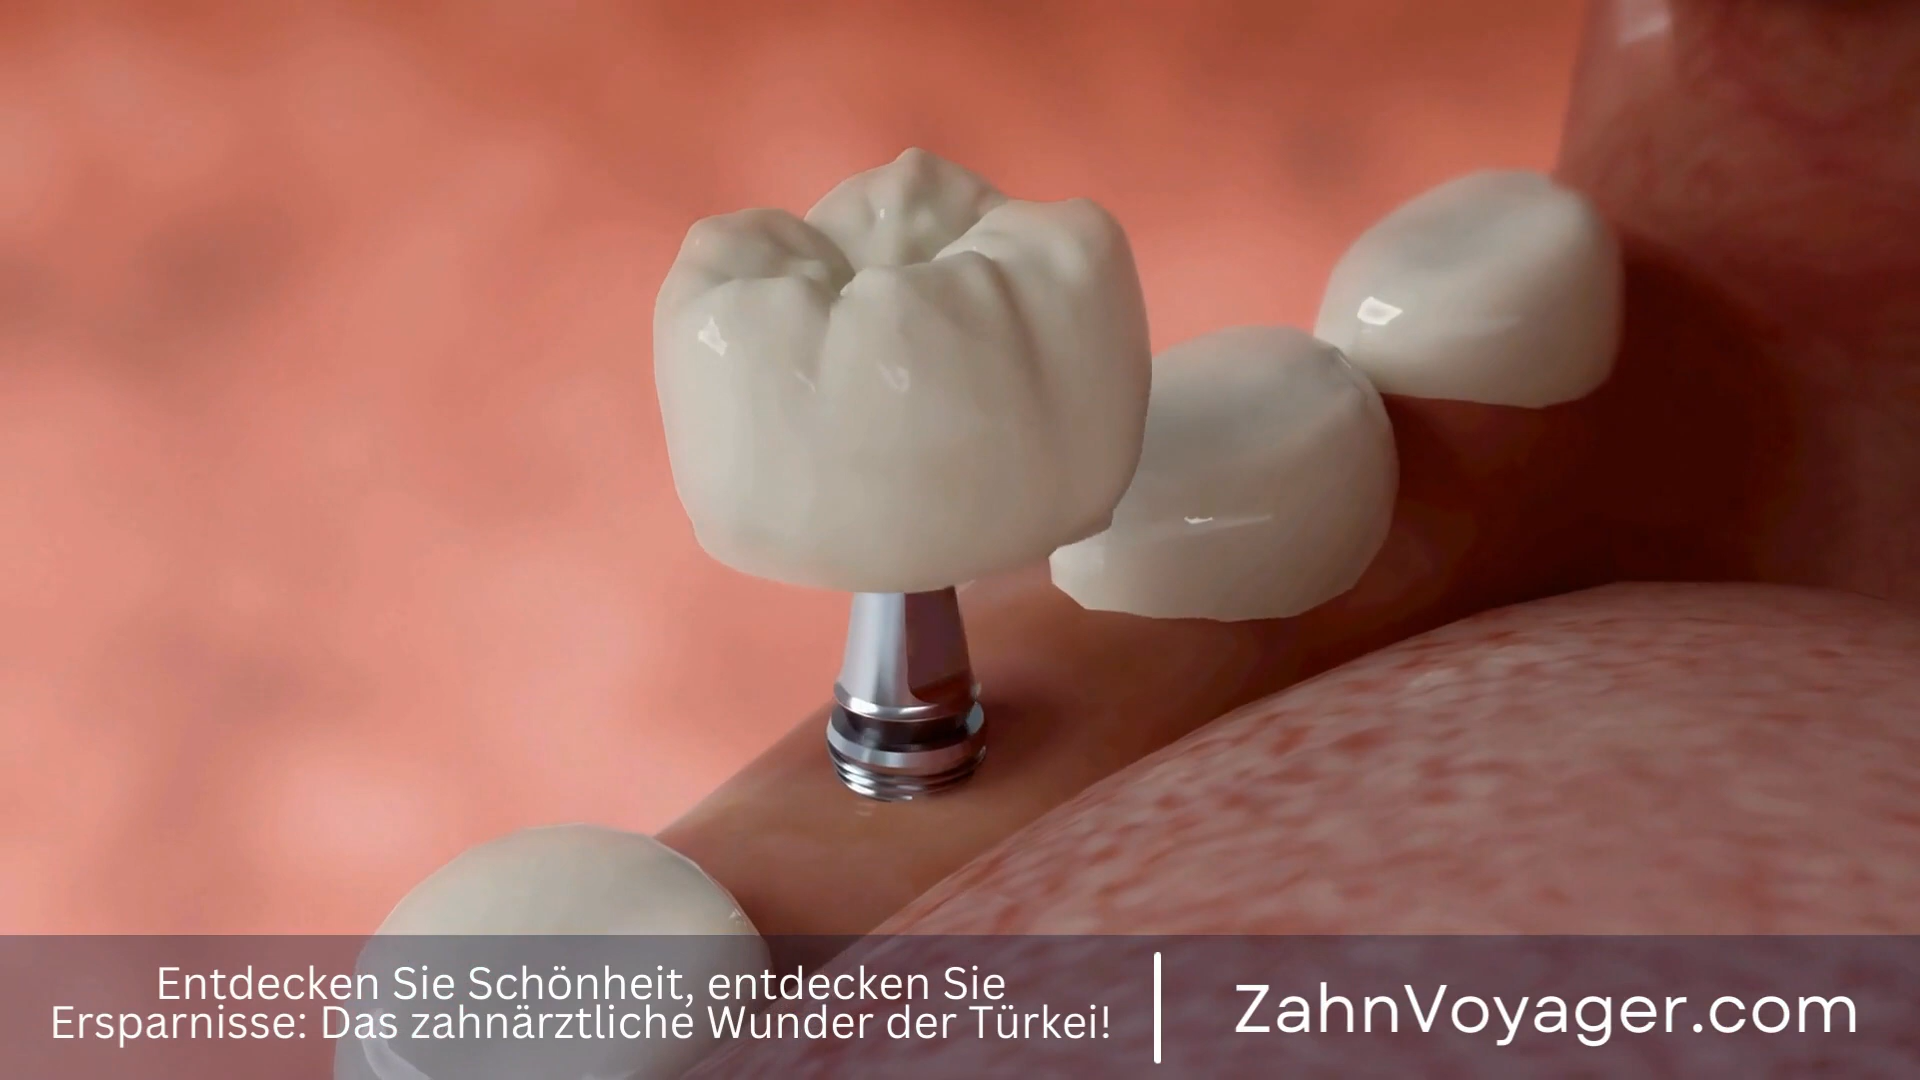 Entdecken Sie Schönheit, entdecken Sie
Ersparnisse: Das zahnärztliche Wunder der Türkei!
ZahnVoyager.com